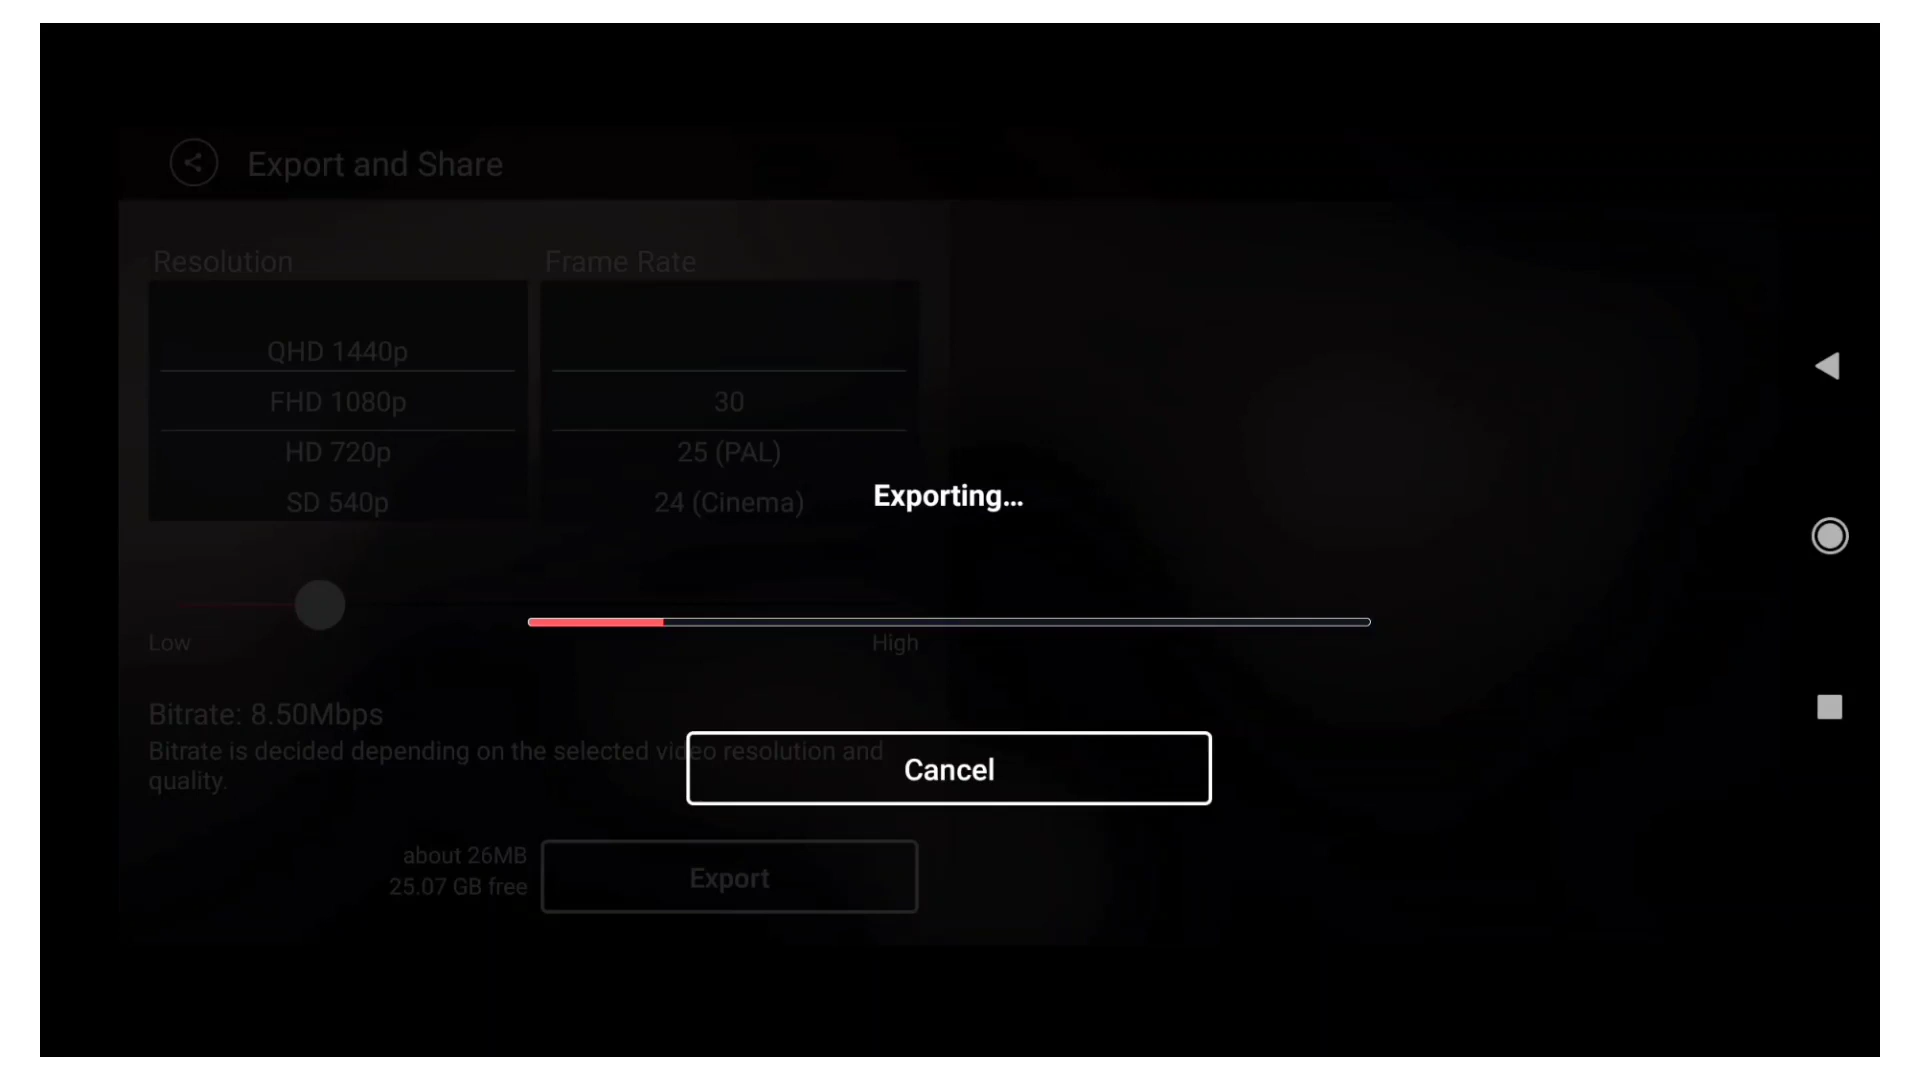 Export and Share
Resolution
Frame Rate
QHD 1440p
FHD 1080p
30
HD 720p
25 (PAL)
SD 540p
24 (Cinema)
Exporting...
Low
High
Bitrate: 8.50Mbps
Bitrate is decided depending on the selected video resolution and
quality.
Cancel
about 26MB
25.07 GB free
Export